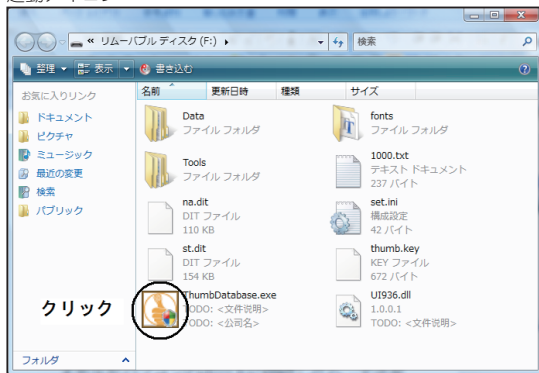 « リムーバブル ディスク (F:) ▸
検索
整理 ▾ 表示 ▾ 書き込む
お気に入りリンク
ドキュメント
ピクチャ
ミュージック
最近の変更
検索
パブリック
フォルダ
名前 更新日時 種類 サイズ
Data
ファイル フォルダ
fonts
ファイル フォルダ
Tools
ファイル フォルダ
1000.txt
テキスト ドキュメント
237 バイト
na.dit
DIT ファイル
110 KB
set.ini
構成設定
42 バイト
st.dit
DIT ファイル
154 KB
thumb.key
KEY ファイル
672 バイト
ThumbDatabase.exe
TODO: <文件说明>
TODO: <公司名>
UI936.dll
1.0.0.1
TODO: <文件说明>
クリック